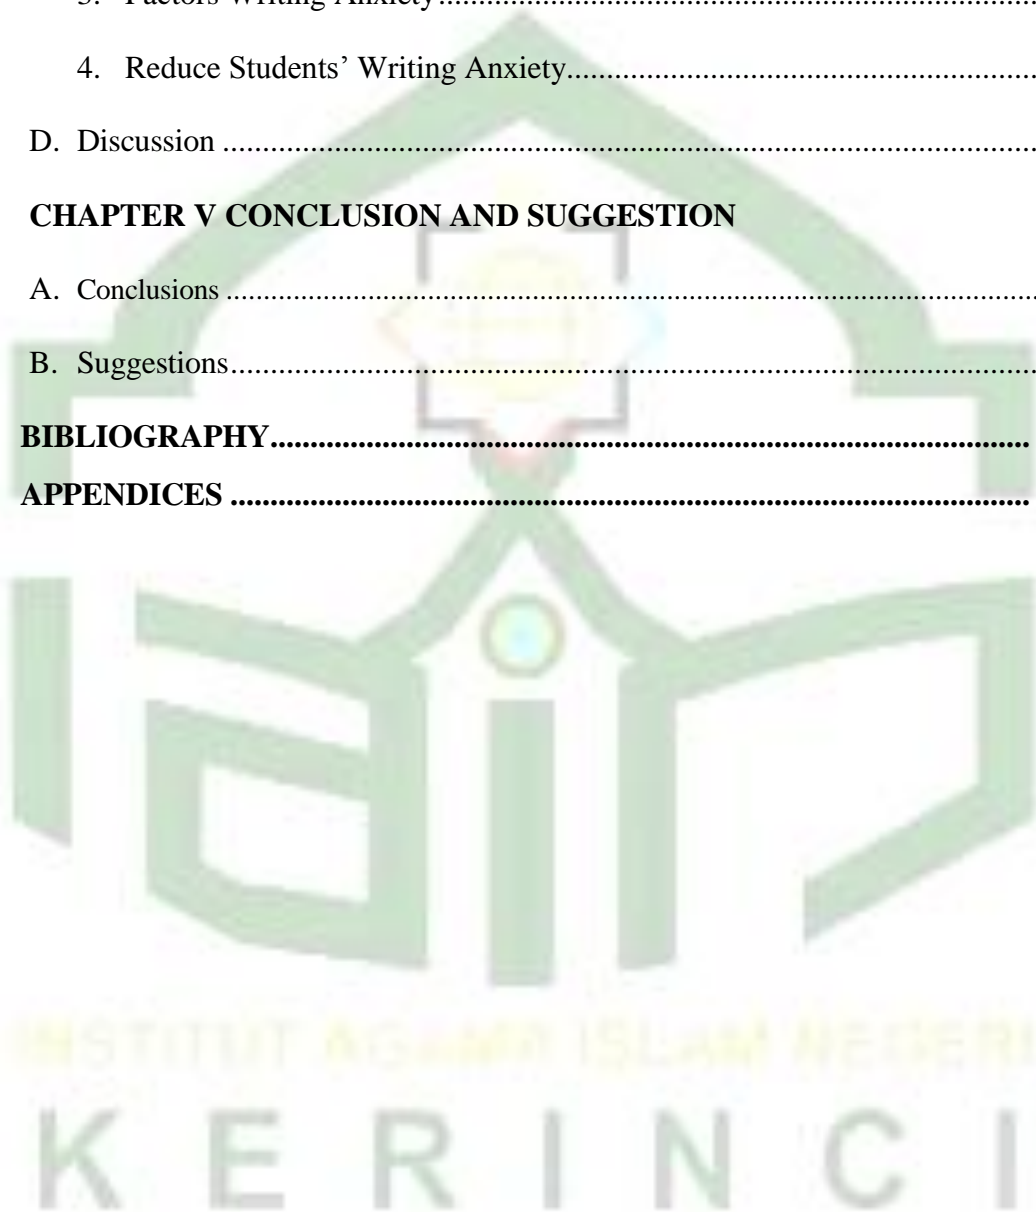 3. Factors Writing Anxiety..........................................................................
4. Reduce Students’ Writing Anxiety..........................................................
D. Discussion ......................................................................................................
CHAPTER V CONCLUSION AND SUGGESTION
A. Conclusions ..........................................................................................................
B. Suggestions.....................................................................................................
BIBLIOGRAPHY...............................................................................................
APPENDICES ....................................................................................................
INSTITUT AGAMA ISLAM NEGERI
KERINCI